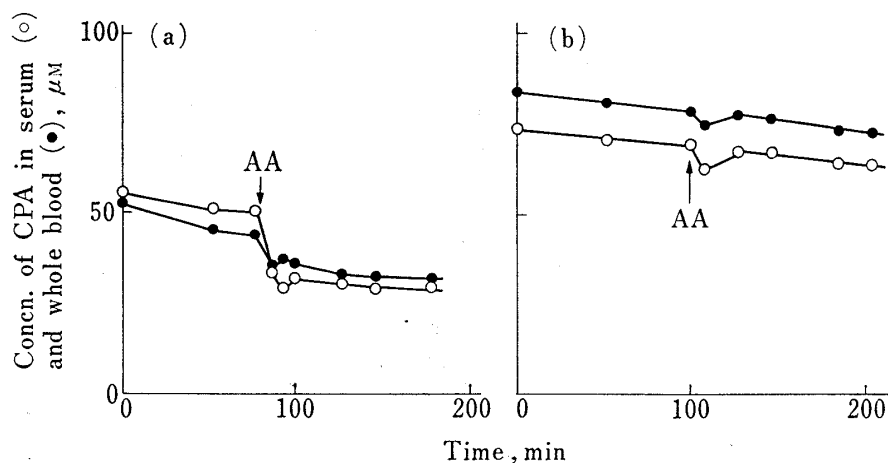 Concn. of CPA in serum (○)
and whole blood (●), μM
100
50
0
(a)
AA
0
100
200
(b)
AA
0
100
200
Time, min